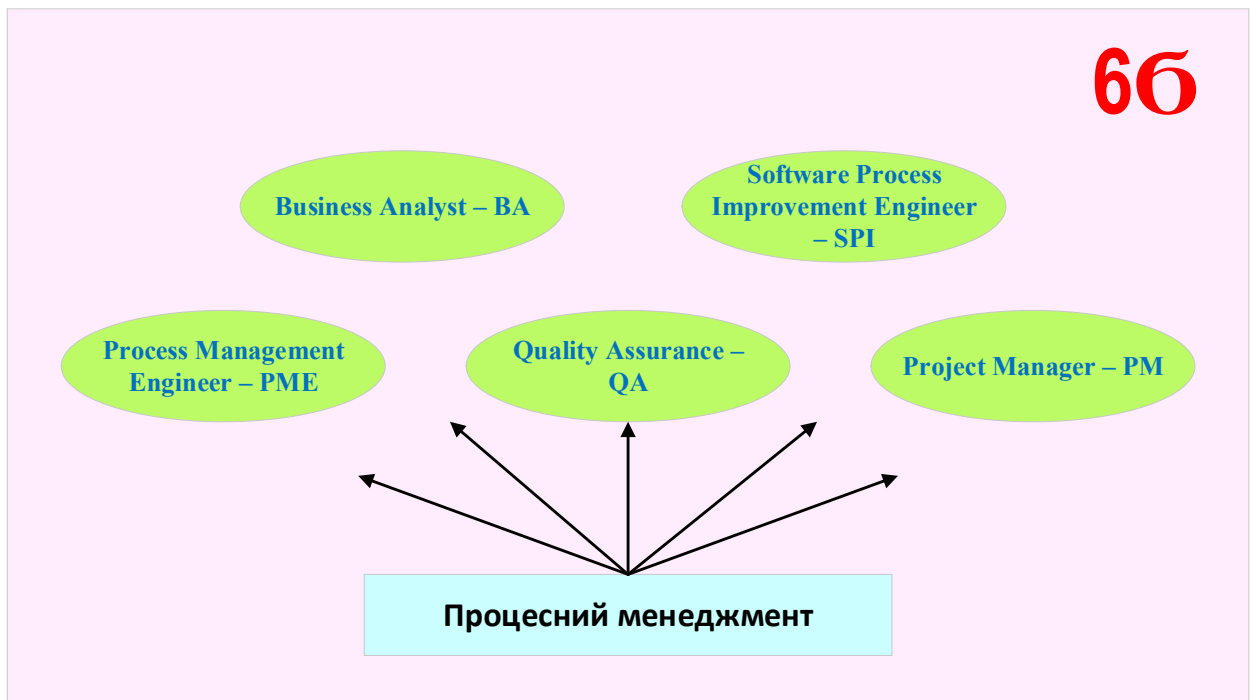 6б
Business Analyst – BA
Software Process
Improvement Engineer
– SPI
Process Management
Engineer – PME
Quality Assurance –
QA
Project Manager – PM
Процесний менеджмент